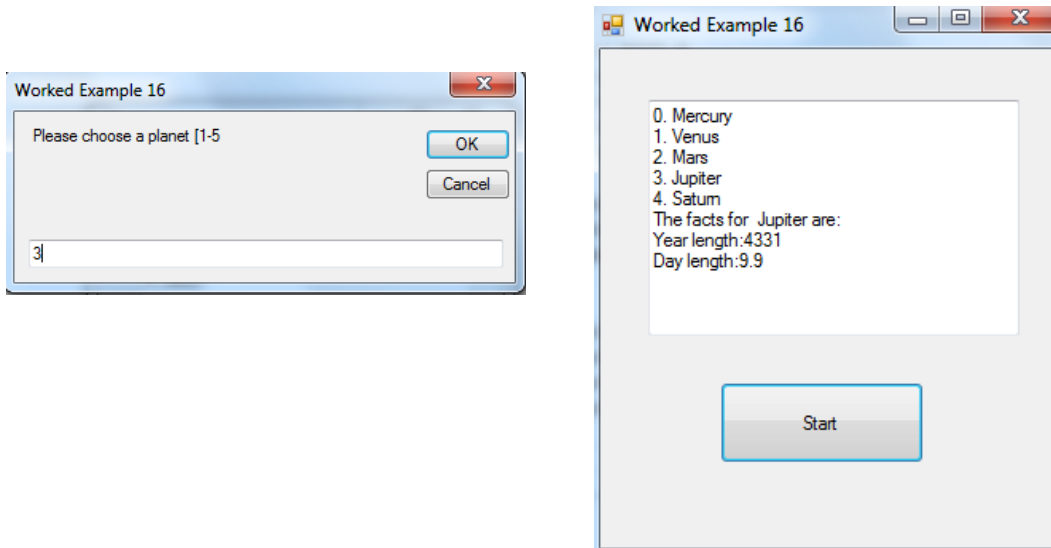 Worked Example 16
Please choose a planet [1-5
OK
Cancel
3
Worked Example 16
0. Mercury
1. Venus
2. Mars
3. Jupiter
4. Saturn
The facts for  Jupiter are:
Year length:4331
Day length:9.9
Start